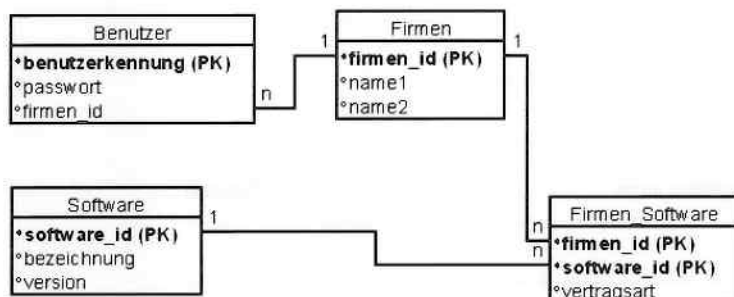 Benutzer
*benutzerkennung (PK)
°passwort
°firmen_id
n
1
Firmen
*firmen_id (PK)
°name1
°name2
1
Software
*software_id (PK)
°bezeichnung
°version
1
n
n
Firmen_Software
*firmen_id (PK)
*software_id (PK)
°vertragsart